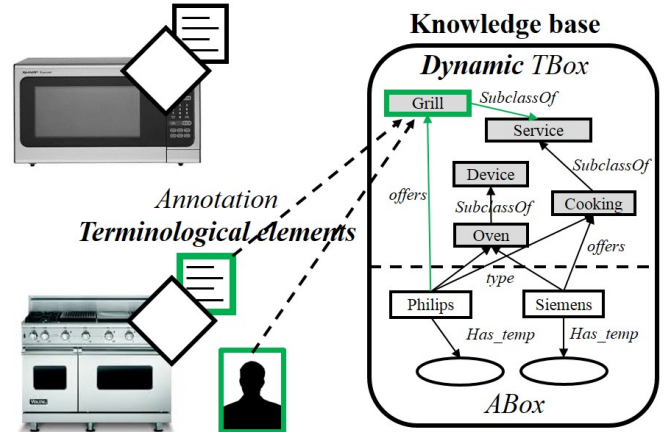 Knowledge base
Dynamic TBox
Grill
SubclassOf
Service
Device
SubclassOf
offers
SubclassOf
Cooking
Oven
offers
type
Annotation
Terminological elements
Philips
Siemens
Has_temp
Has_temp
ABox
VIKING